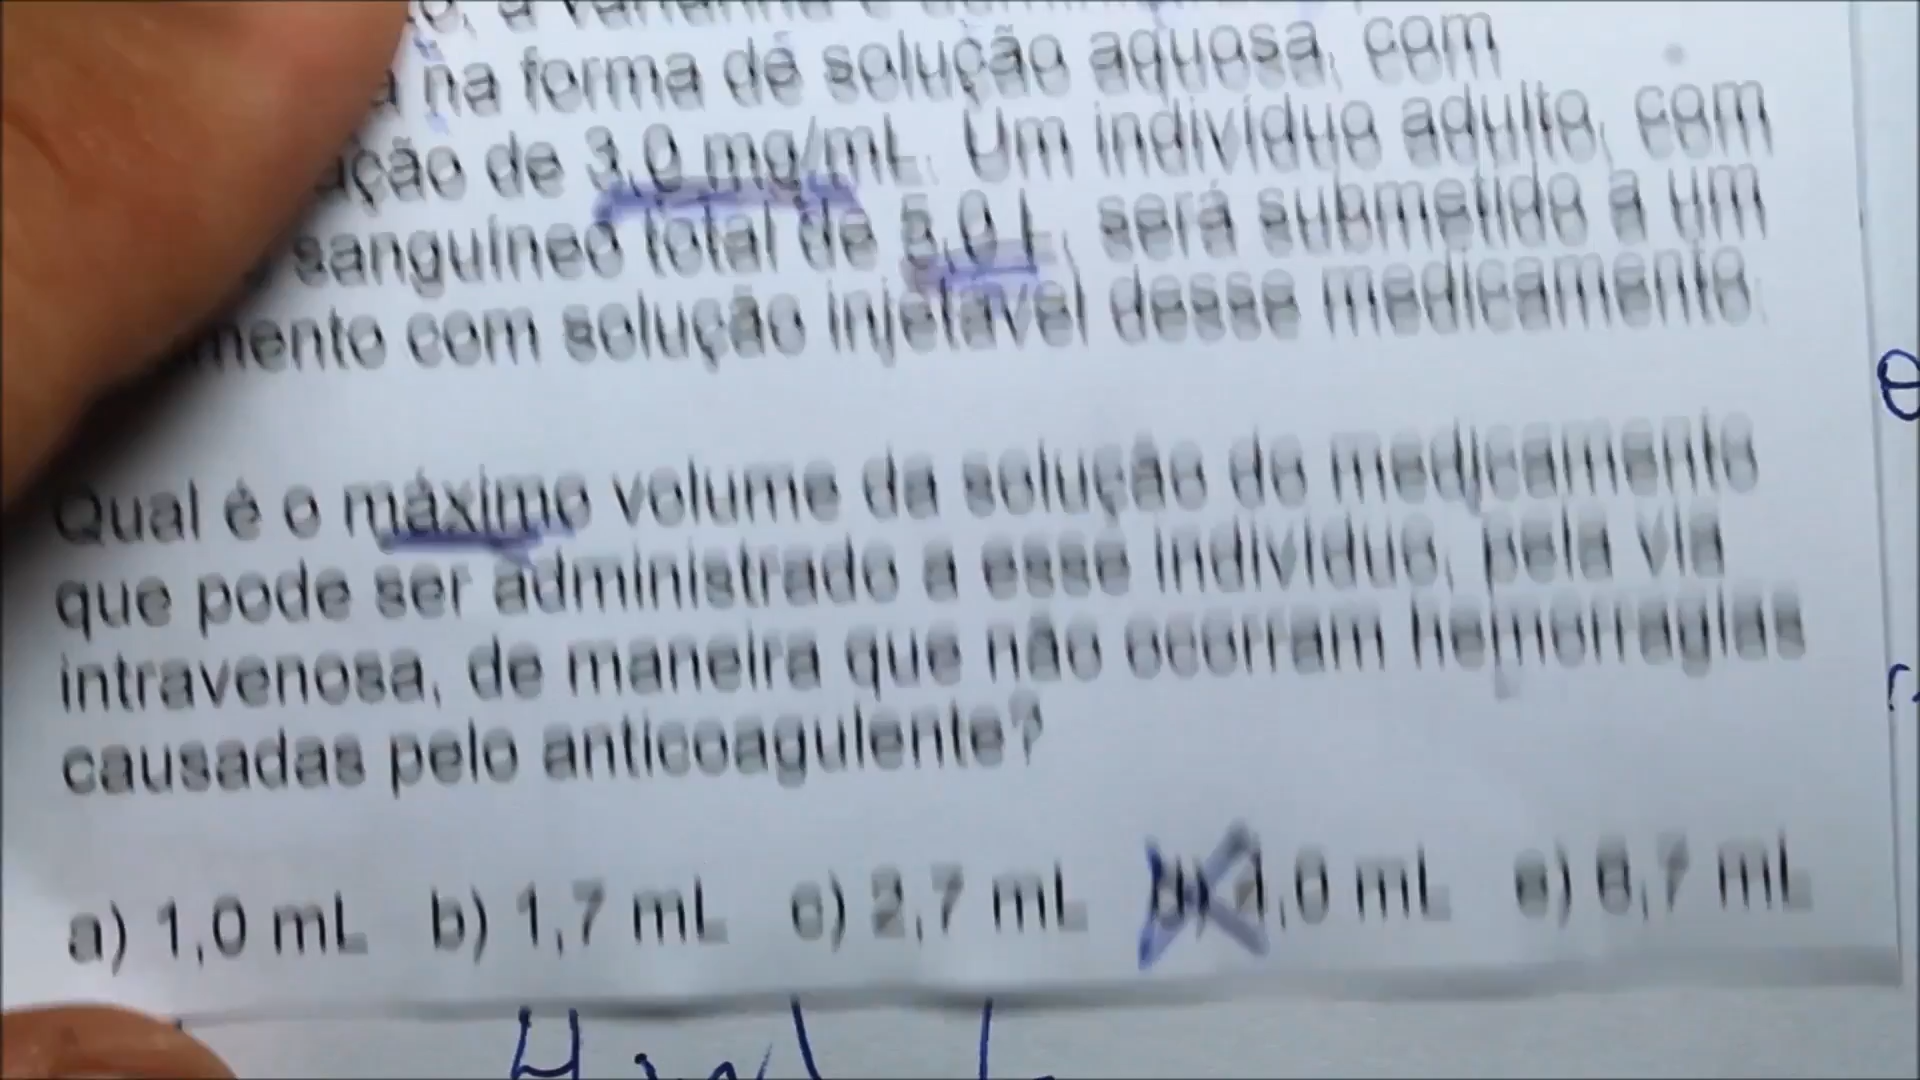 na forma de solução aquosa, com
ação de 3,0 mg/mL. Um indivíduo adulto, com
sanguíneo total de 5,0 L, será submetido a um
mento com solução injetável desse medicamento.
Qual é o máximo volume da solução do medicamento
que pode ser administrado a esse indivíduo, pela via
intravenosa, de maneira que não ocorram hemorragias
causadas pelo anticoagulente?
a) 1,0 mL b) 1,7 mL c) 2,7 mL d) 4,0 mL e) 6,7 mL